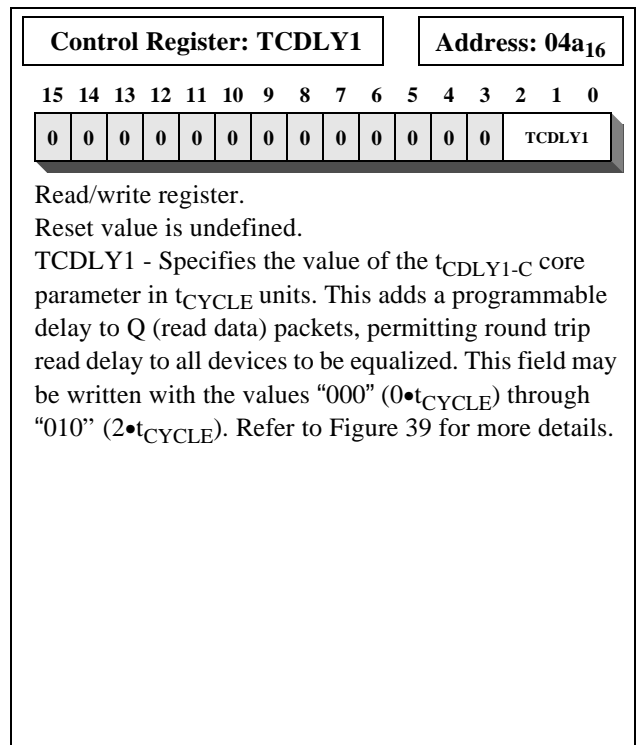 Control Register: TCDLY1 Address: 04a16
15 14 13 12 11 10 9 8 7 6 5 4 3 2 1 0
0 0 0 0 0 0 0 0 0 0 0 0 0 TCDLY1
Read/write register.
Reset value is undefined.
TCDLY1 - Specifies the value of the tCDLY1-C core
parameter in tCYCLE units. This adds a programmable
delay to Q (read data) packets, permitting round trip
read delay to all devices to be equalized. This field may
be written with the values “000” (0•tCYCLE) through
“010” (2•tCYCLE). Refer to Figure 39 for more details.